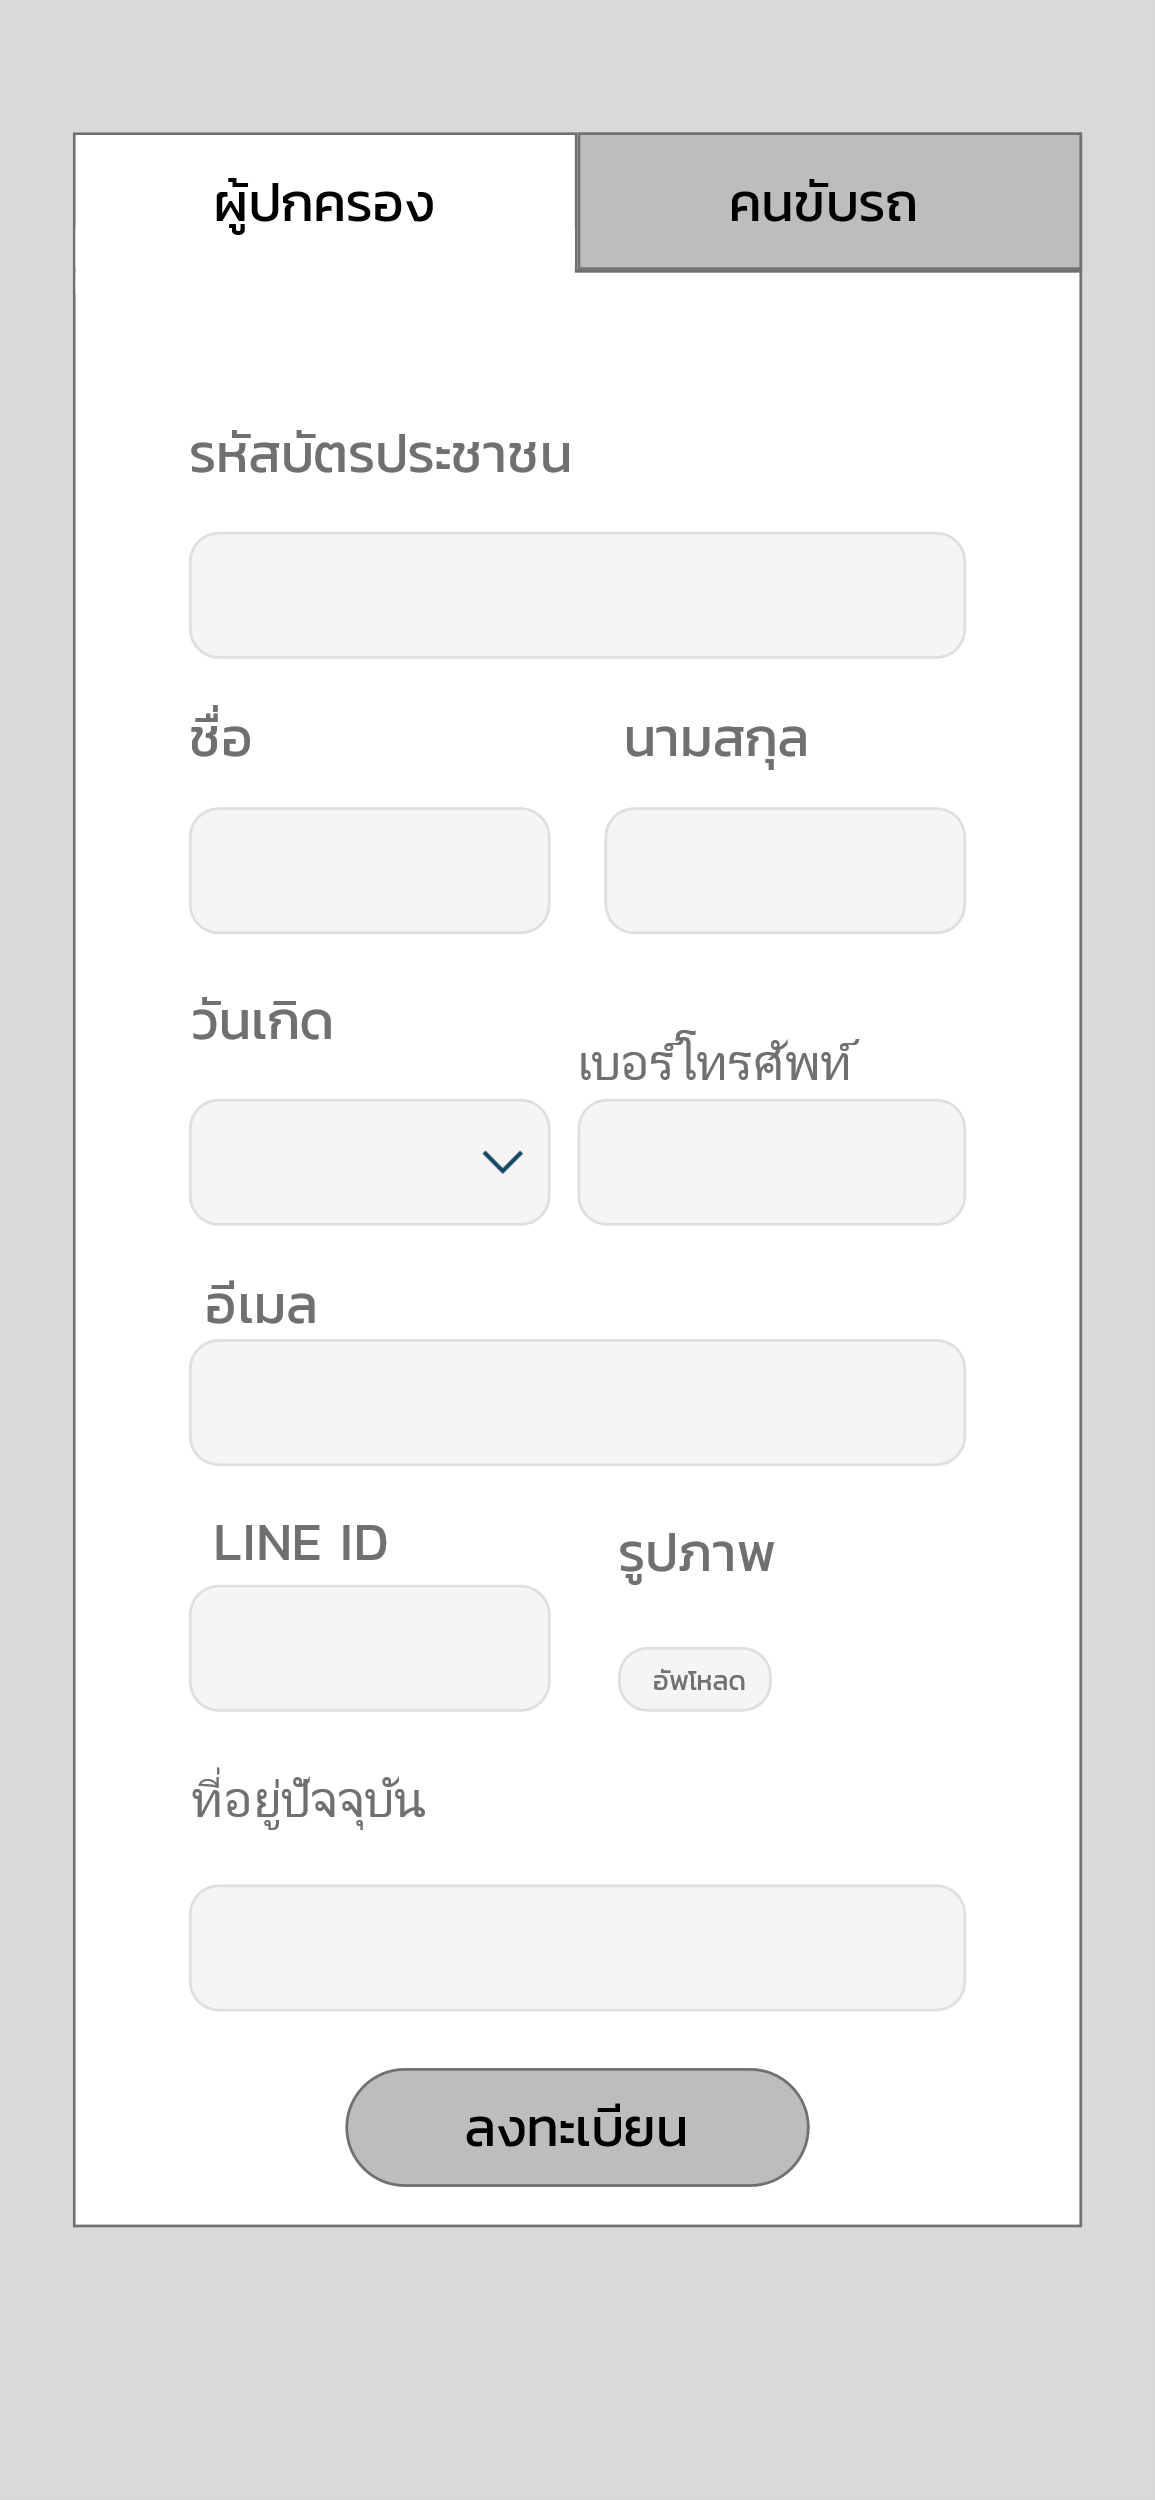 ผู้ปกครอง
คนขับรถ
รหัสบัตรประชาชน
ชื่อ
นามสกุล
วันเกิด
เบอร์โทรศัพท์
อีเมล
LINE ID
รูปภาพ
อัพโหลด
ที่อยู่ปัจจุบัน
ลงทะเบียน